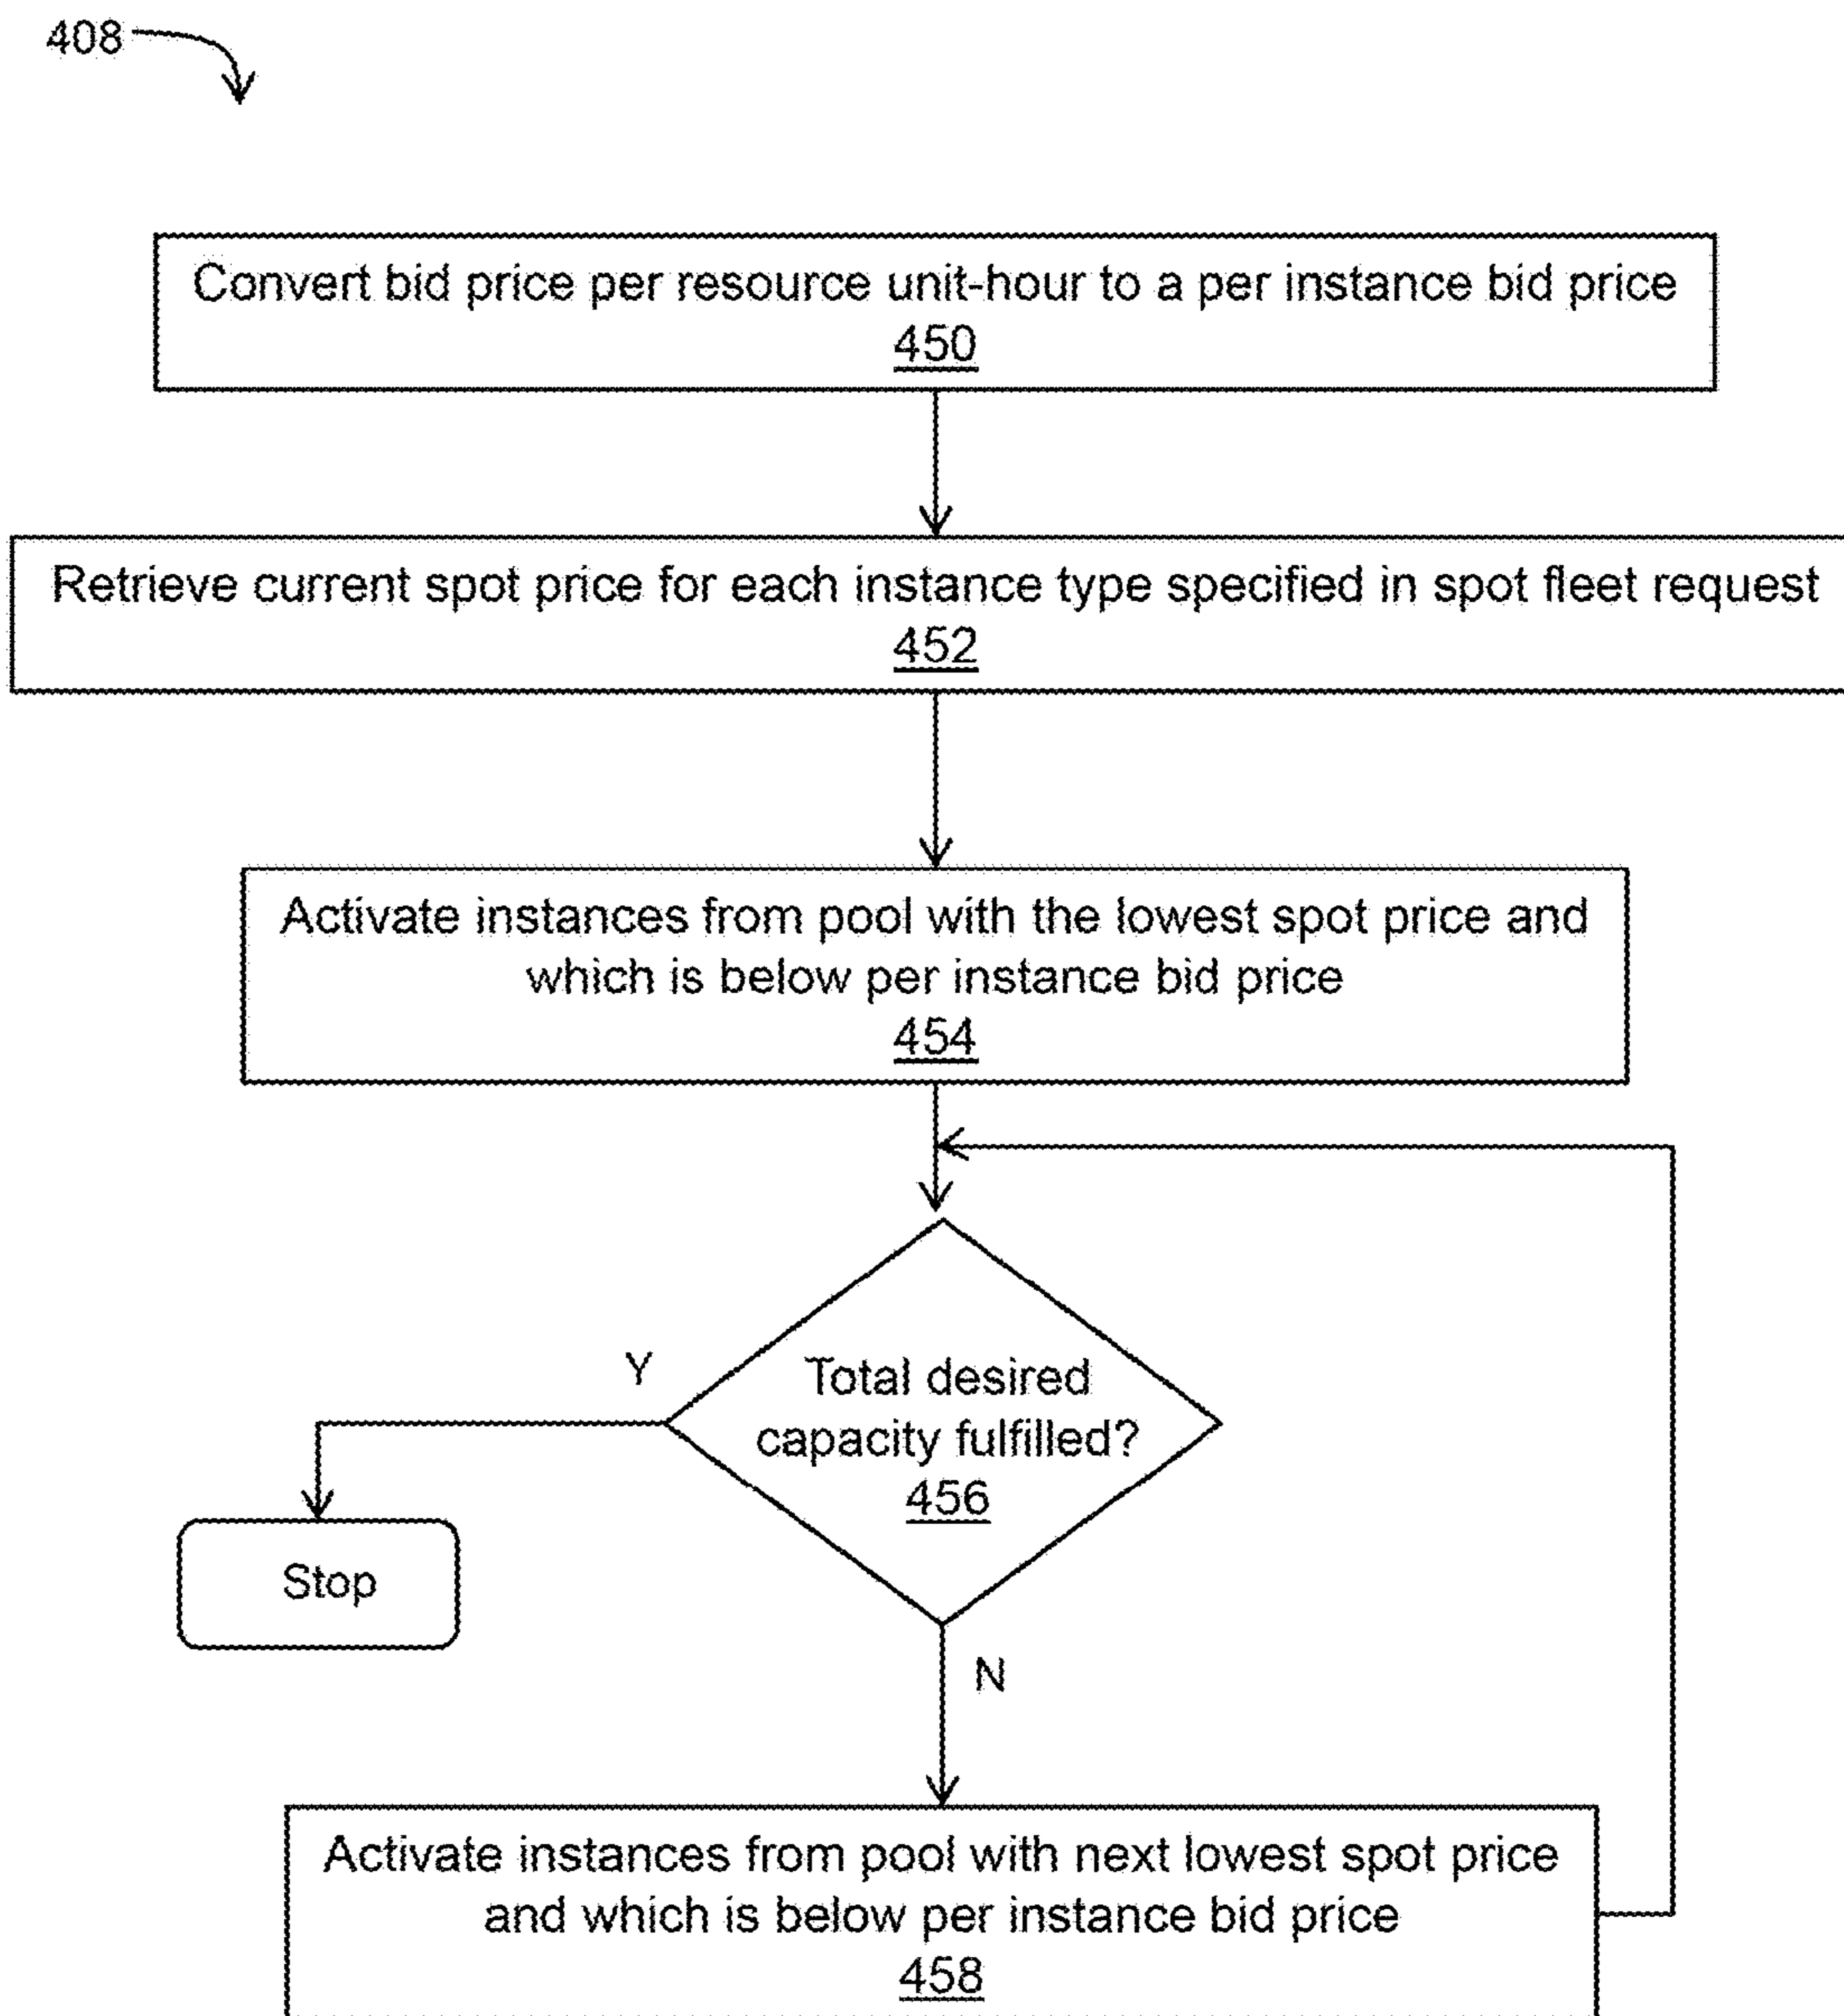 408
Convert bid price per resource unit-hour to a per instance bid price
450
Retrieve current spot price for each instance type specified in spot fleet request
452
Activate instances from pool with the lowest spot price and
which is below per instance bid price
454
Total desired
capacity fulfilled?
456
Y
Stop
N
Activate instances from pool with next lowest spot price
and which is below per instance bid price
458